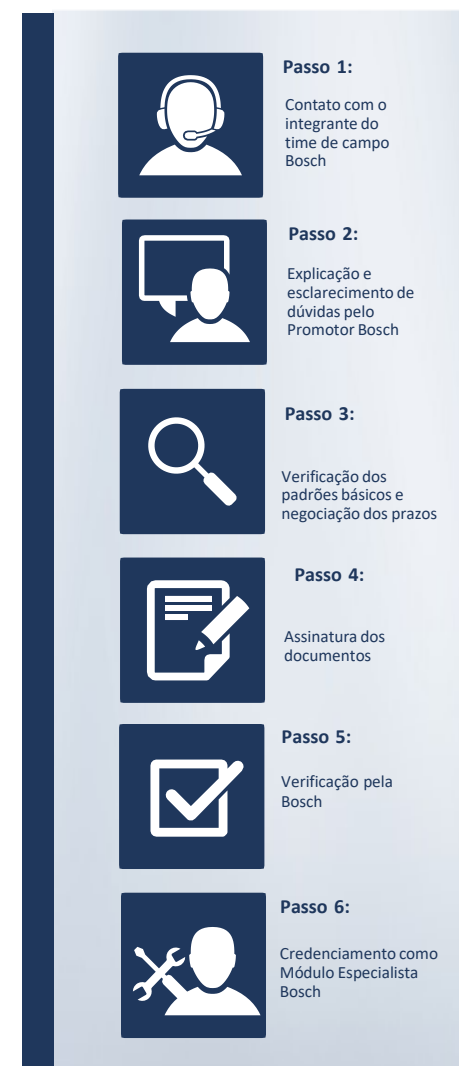 Passo 1:
Contato com o
integrante do
time de campo
Bosch
Passo 2:
Explicação e
esclarecimento de
dúvidas pelo
Promotor Bosch
Passo 3:
Verificação dos
padrões básicos e
negociação dos prazos
Passo 4:
Assinatura dos
documentos
Passo 5:
Verificação pela
Bosch
Passo 6:
Credenciamento como
Módulo Especialista
Bosch